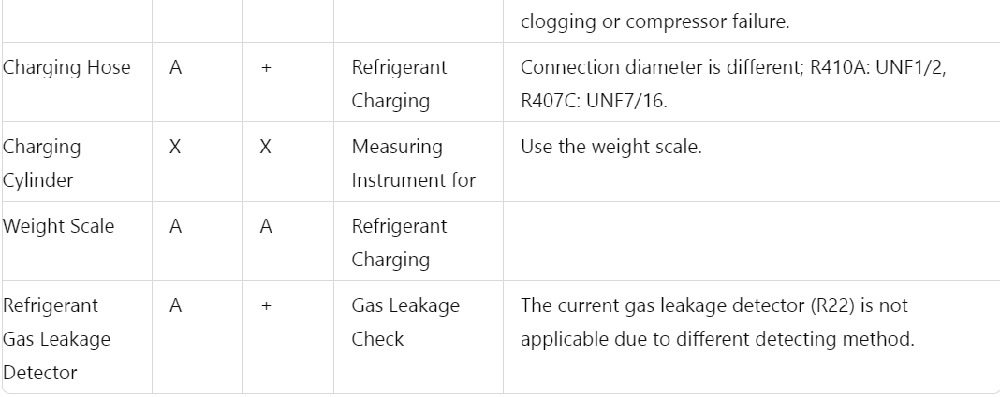 clogging or compressor failure.
Charging Hose A + Refrigerant Connection diameter is different; R410A: UNF1/2,
Charging R407C: UNF7/16.
Charging X X Measuring Use the weight scale.
Cylinder Instrument for
Weight Scale A A Refrigerant
Charging
Refrigerant A + Gas Leakage The current gas leakage detector (R22) is not
Gas Leakage Check applicable due to different detecting method.
Detector